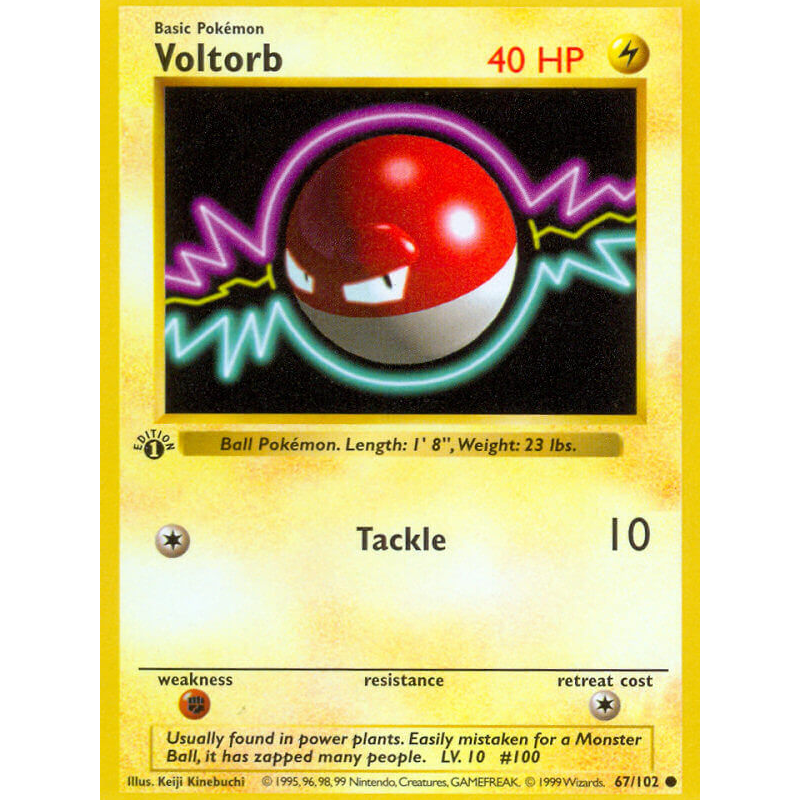 Basic Pokémon
Voltorb
40 HP
EDITION
1
Ball Pokémon. Length: 1' 8", Weight: 23 lbs.
Tackle
10
weakness
resistance
retreat cost
Usually found in power plants. Easily mistaken for a Monster
Ball, it has zapped many people. LV. 10 #100
Illus. Keiji Kinebuchi © 1995, 96, 98, 99 Nintendo, Creatures, GAMEFREAK. © 1999 Wizards. 67/102